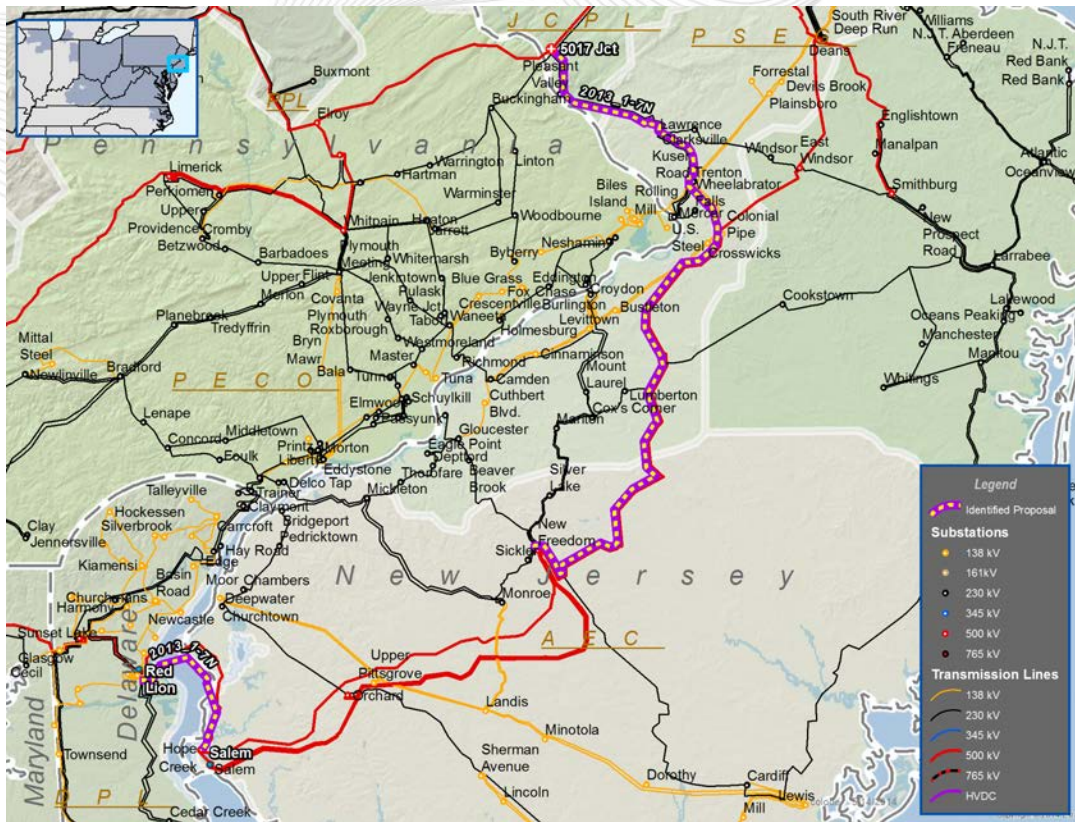 J C P L
P S E
5017 Jct
South River
Deep Run
Deans
Williams
N.J.T. Aberdeen
Freneau
N.J.T.
Red Bank
Red Bank
Buxmont
Pleasant
Valley
Buckingham
2013_1-7N
Forrestal
Devils Brook
Plainsboro
PPL
Elroy
Englishtown
Lawrence
Clarksville
Kuser
Road
Trenton
Windsor
East
Windsor
Manalpan
Atlantic
Oceanview
Pennsylvania
Limerick
Perkiomen
Warrington
Hartman
Linton
Warminster
Biles
Island
Rolling
Mill
Wheelabrator
Falls
Mercer
Smithburg
Upper
Providence
Cromby
Betzwood
Whitpain
Heaton
Jarrett
Woodbourne
U.S.
Steel
Colonial
Pipe
Crosswicks
New
Prospect
Road
Larrabee
Barbadoes
Plymouth
Meeting
Whitemarsh
Byberry
Neshaminy
Upper
Merion
Flint
Jenkintown
Blue Grass
Fox Chase
Eddington
Croydon
Burlington
Levittown
Bustleton
Cookstown
Lakewood
Oceans Peaking
Manchester
Manitou
Whitings
Covanta
Plymouth
Roxborough
Pulaski
Wayne Jct
Tabor
Crescentville
Waneeta
Holmesburg
Planebrook
Tredyffrin
Bryn
Mawr
Bala
Westmoreland
Master
Tunnel
Richmond
Tuna
Cinnaminson
Mittal
Steel
Newlinville
Bradford
P E C O
Camden
Mount
Laurel
Lumberton
Cox's Corner
Marlton
Cuthbert
Blvd.
Gloucester
Elmwood
Schuylkill
Passyunk
Lenape
Concord
Middletown
Foulk
Printz
Morton
Liberty
Eddystone
Delco Tap
Eagle Point
Deptford
Thorofare
Mickleton
Beaver
Brook
Silver
Lake
Talleyville
Trainer
Claymont
Bridgeport
Pedricktown
Hockessen
Silverbrook
Carrcroft
Clay
Jennersville
Hay Road
Edge
New
Freedom
Sickler
Kiamensi
Basin
Road
Moor
Chambers
Deepwater
Churchtown
New Jersey
Monroe
Churchmans
Harmony
Newcastle
Sunset Lake
Glasgow
Cecil
2013_1-7N
Red
Lion
Delaware
Maryland
A E C
Upper
Pittsgrove
Orchard
Landis
Minotola
Townsend
Hope
Creek
Salem
Salem
Sherman
Avenue
Lincoln
Dorothy
Cardiff
Lewis
Mill
D P L
Cedar Creek
Legend
Identified Proposal
Substations
138 kV
161kV
230 kV
345 kV
500 kV
765 kV
Transmission Lines
138 kV
230 kV
345 kV
500 kV
765 kV
HVDC